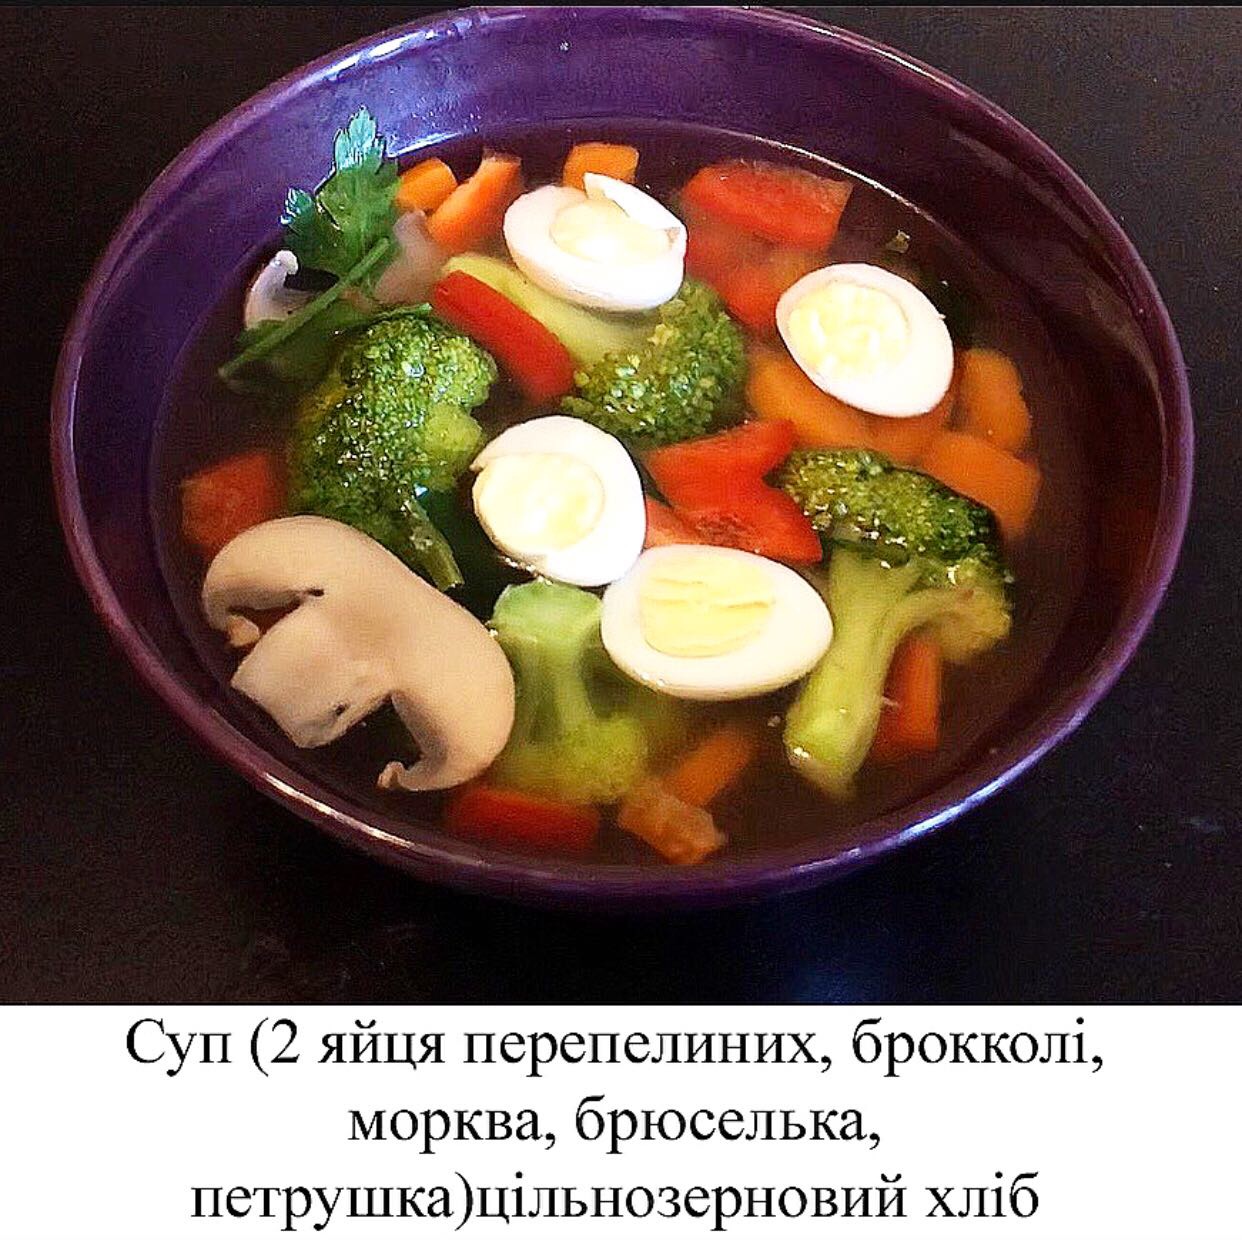 Суп (2 яйця перепелиних, брокколі,
морква, брюселька,
петрушка)цільнозерновий хліб